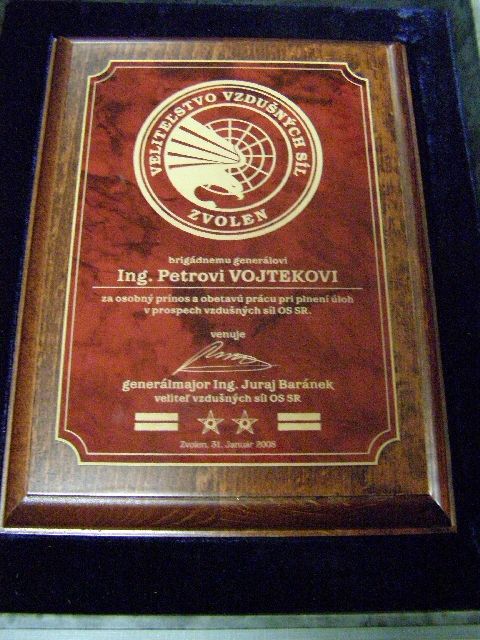 VELITEĽSTVO VZDUŠNÝCH SÍL
ZVOLEN
brigádnemu generálovi
Ing. Petrovi VOJTEKOVI
za osobný prínos a obetavú prácu pri plnení úloh
v prospech vzdušných síl OS SR.
venuje
generálmajor Ing. Juraj Baránek
veliteľ vzdušných síl OS SR
Zvolen, 31. Január 2008